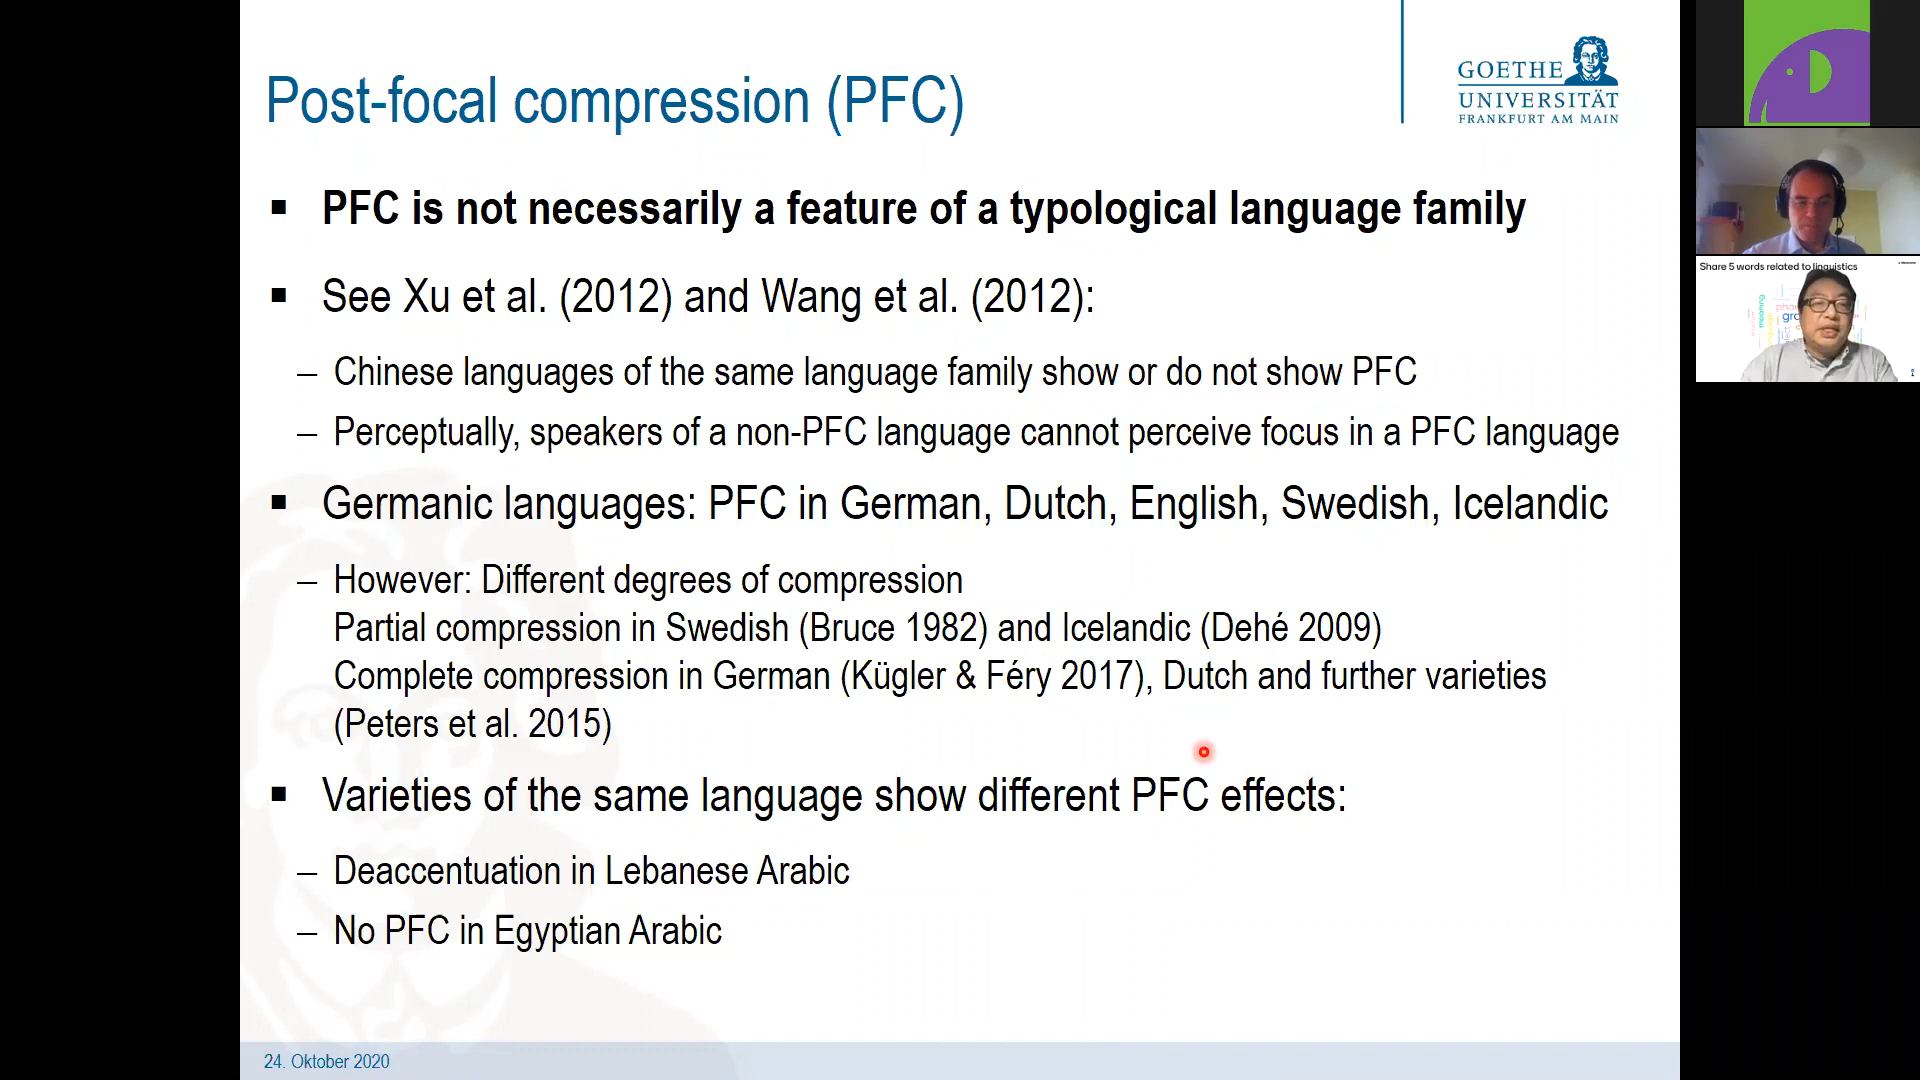 Post-focal compression (PFC)
GOETHE
UNIVERSITÄT
FRANKFURT AM MAIN
▪ PFC is not necessarily a feature of a typological language family
▪ See Xu et al. (2012) and Wang et al. (2012):
– Chinese languages of the same language family show or do not show PFC
– Perceptually, speakers of a non-PFC language cannot perceive focus in a PFC language
▪ Germanic languages: PFC in German, Dutch, English, Swedish, Icelandic
– However: Different degrees of compression
Partial compression in Swedish (Bruce 1982) and Icelandic (Dehé 2009)
Complete compression in German (Kügler & Féry 2017), Dutch and further varieties
(Peters et al. 2015)
▪ Varieties of the same language show different PFC effects:
– Deaccentuation in Lebanese Arabic
– No PFC in Egyptian Arabic
24. Oktober 2020
Share 5 words related to linguistics
meaning